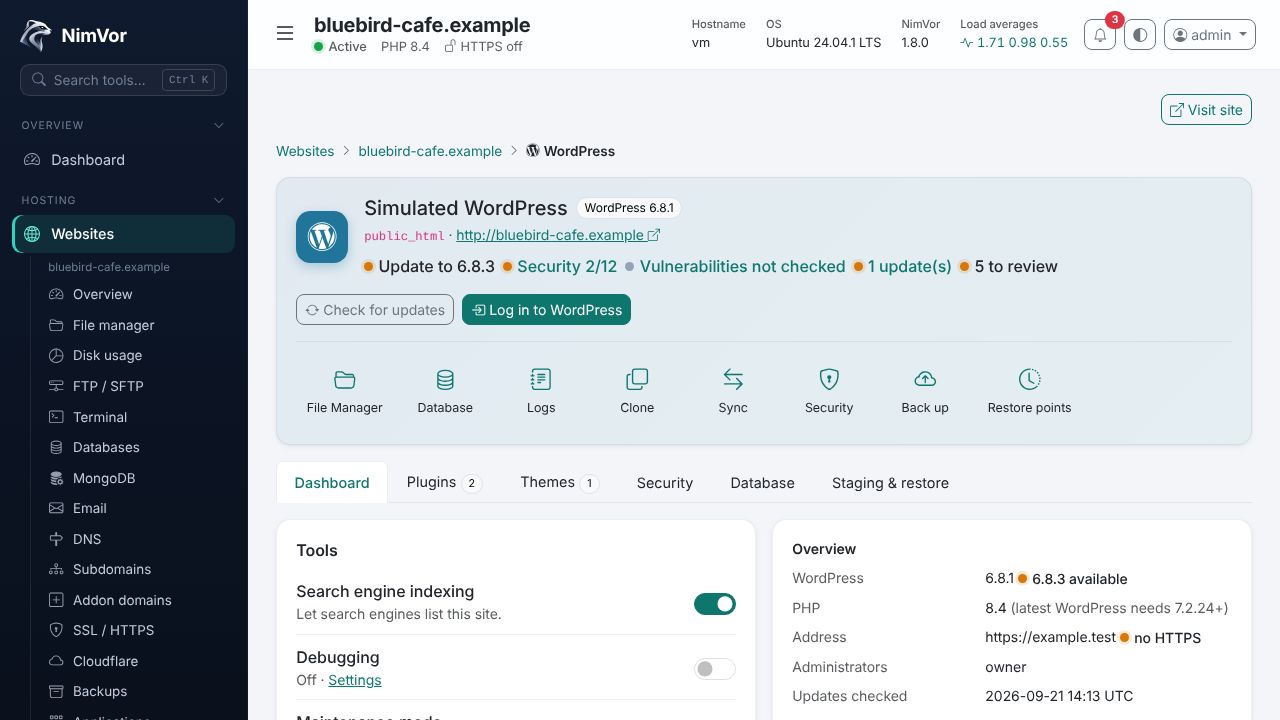 NimVor
Search tools... Ctrl K
OVERVIEW
Dashboard
HOSTING
Websites
bluebird-cafe.example
Overview
File manager
Disk usage
FTP / SFTP
Terminal
Databases
MongoDB
Email
DNS
Subdomains
Addon domains
SSL / HTTPS
Cloudflare
Backups
Applications
bluebird-cafe.example
Active PHP 8.4 HTTPS off
Hostname OS NimVor Load averages
vm Ubuntu 24.04.1 LTS 1.8.0 1.71 0.98 0.55
3
admin
Visit site
Websites bluebird-cafe.example WordPress
Simulated WordPress WordPress 6.8.1
public_html · http://bluebird-cafe.example
Update to 6.8.3 Security 2/12 Vulnerabilities not checked 1 update(s) 5 to review
Check for updates Log in to WordPress
File Manager Database Logs Clone Sync Security Back up Restore points
Dashboard Plugins 2 Themes 1 Security Database Staging & restore
Tools
Search engine indexing
Let search engines list this site.
Debugging
Off · Settings
Maintenance mode
Overview
WordPress 6.8.1 6.8.3 available
PHP 8.4 (latest WordPress needs 7.2.24+)
Address https://example.test no HTTPS
Administrators owner
Updates checked 2026-09-21 14:13 UTC